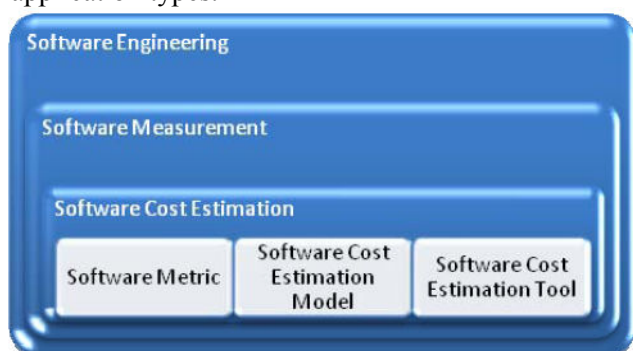 Software Engineering
Software Measurement
Software Cost Estimation
Software Metric
Software Cost
Estimation
Model
Software Cost
Estimation Tool